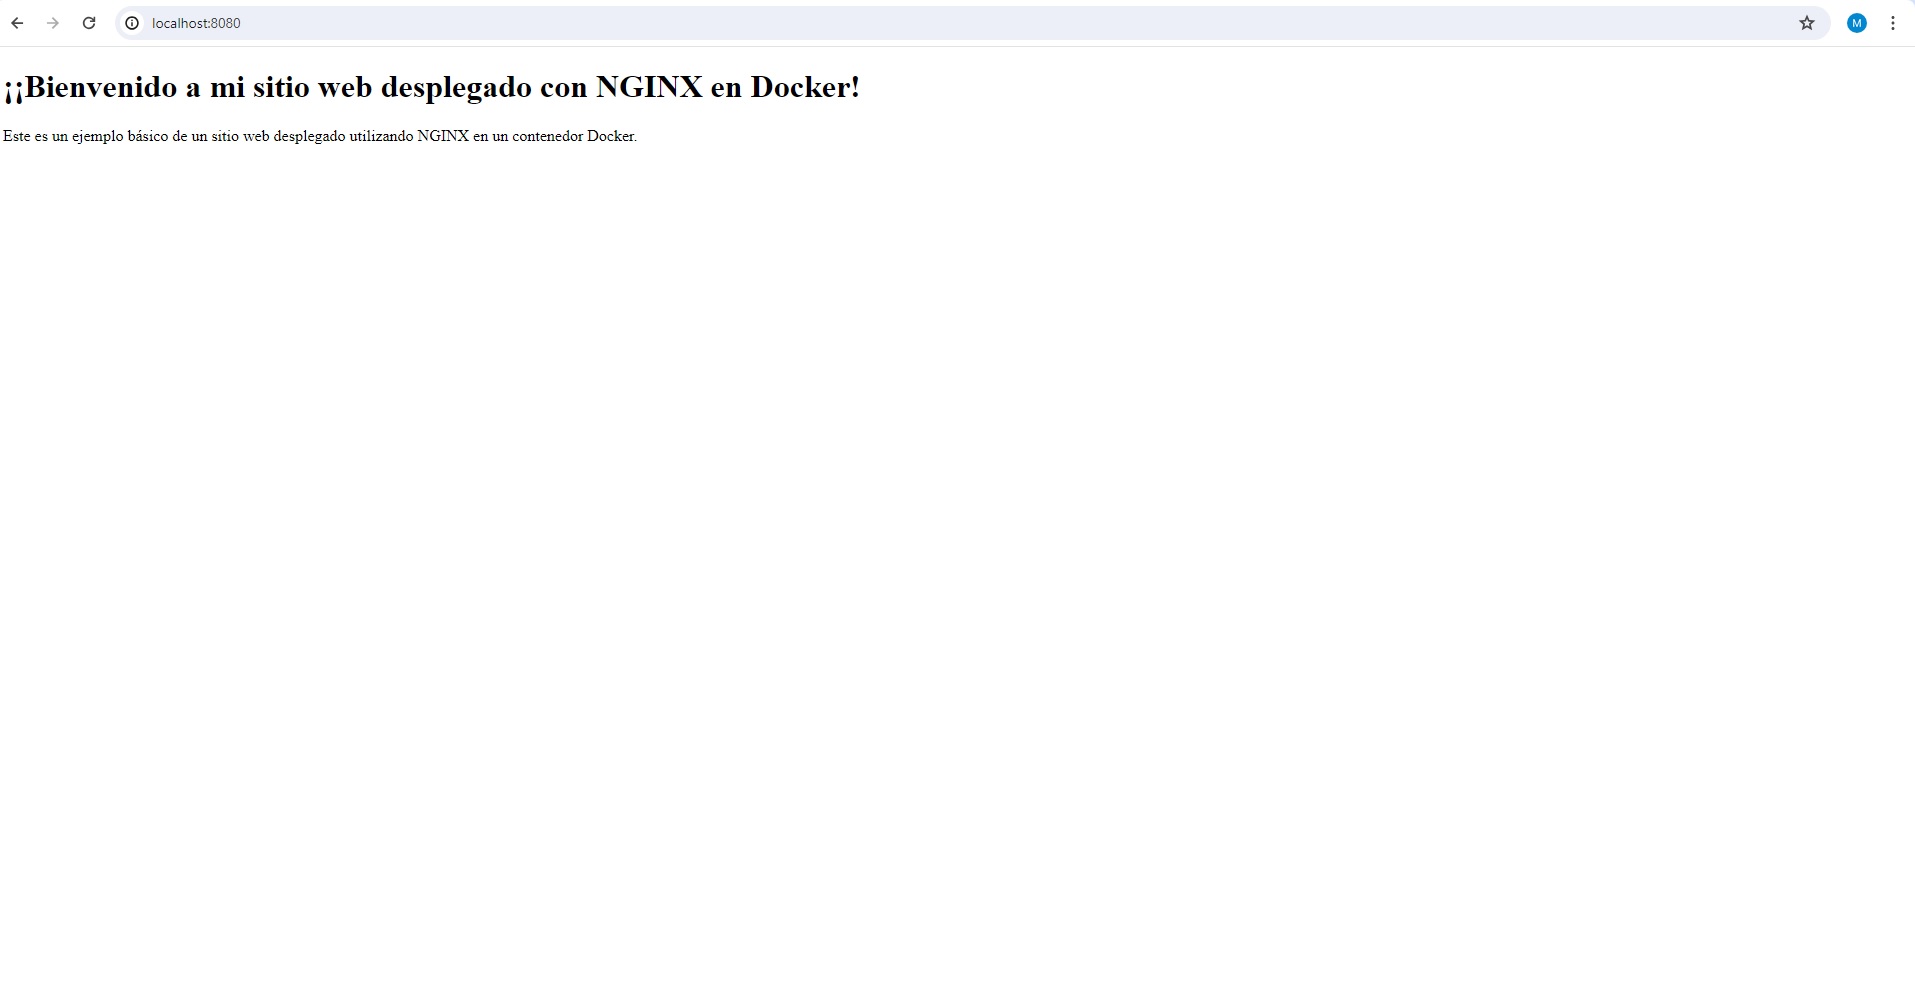 localhost:8080
M
¡¡Bienvenido a mi sitio web desplegado con NGINX en Docker!
Este es un ejemplo básico de un sitio web desplegado utilizando NGINX en un contenedor Docker.